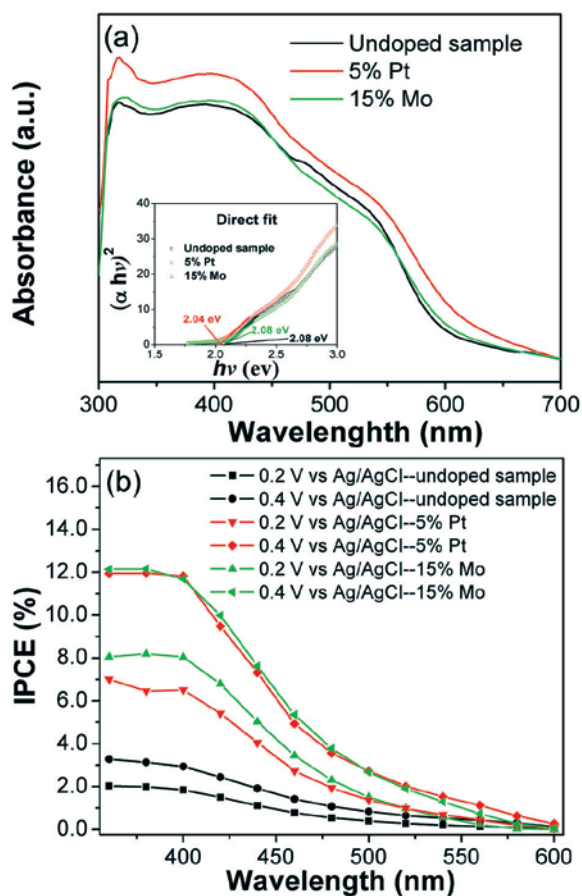 (a)
Undoped sample
5% Pt
15% Mo
Absorbance (a.u.)
Direct fit
Undoped sample
5% Pt
15% Mo
(α hν)²
40
30
20
10
0
2.04 eV
2.08 eV
2.08 eV
1.5 2.0 2.5 3.0
hν (ev)
300 400 500 600 700
Wavelenghth (nm)
(b)
0.2 V vs Ag/AgCl--undoped sample
0.4 V vs Ag/AgCl--undoped sample
0.2 V vs Ag/AgCl--5% Pt
0.4 V vs Ag/AgCl--5% Pt
0.2 V vs Ag/AgCl--15% Mo
0.4 V vs Ag/AgCl--15% Mo
IPCE (%)
16.0
14.0
12.0
10.0
8.0
6.0
4.0
2.0
0.0
400 450 500 550 600
Wavelength (nm)